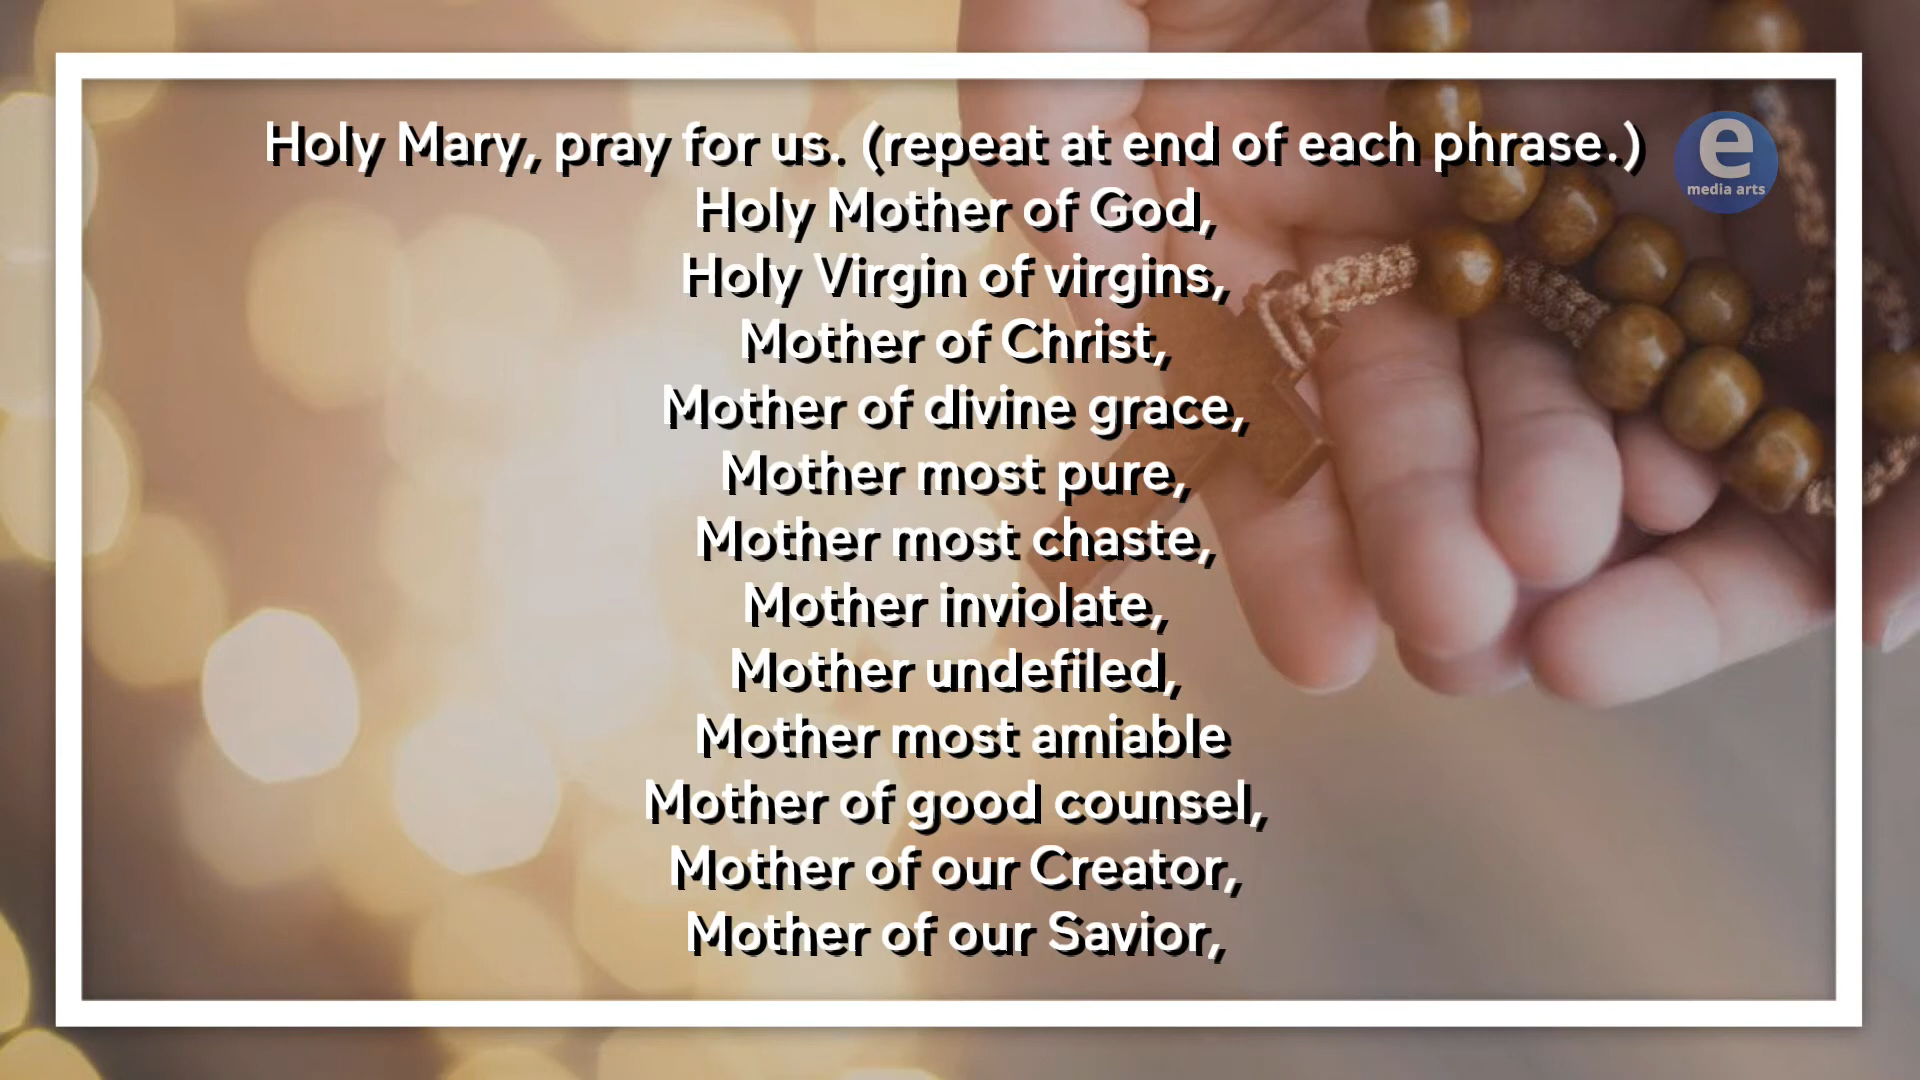 Holy Mary, pray for us. (repeat at end of each phrase.)
Holy Mother of God,
Holy Virgin of virgins,
Mother of Christ,
Mother of divine grace,
Mother most pure,
Mother most chaste,
Mother inviolate,
Mother undefiled,
Mother most amiable
Mother of good counsel,
Mother of our Creator,
Mother of our Savior,
e
media arts